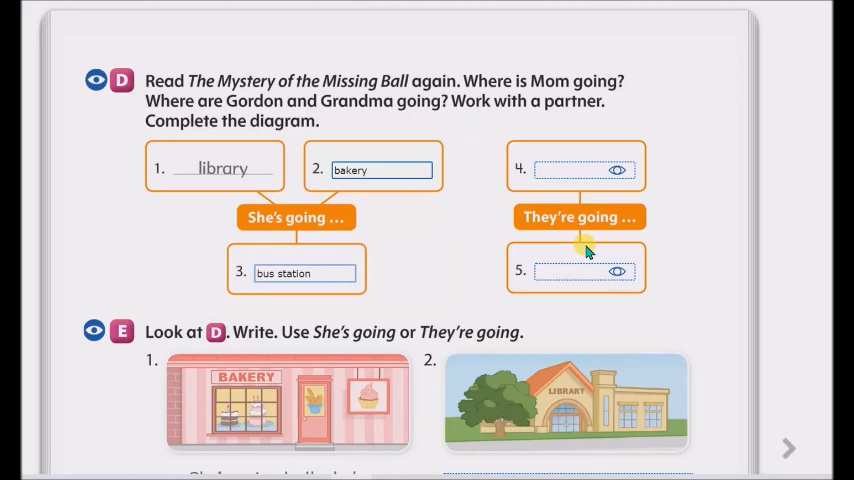 D Read The Mystery of the Missing Ball again. Where is Mom going?
Where are Gordon and Grandma going? Work with a partner.
Complete the diagram.
1. library
2. bakery
4.
She's going ...
They're going ...
3. bus station
5.
E Look at D. Write. Use She's going or They're going.
1.
2.
BAKERY
LIBRARY